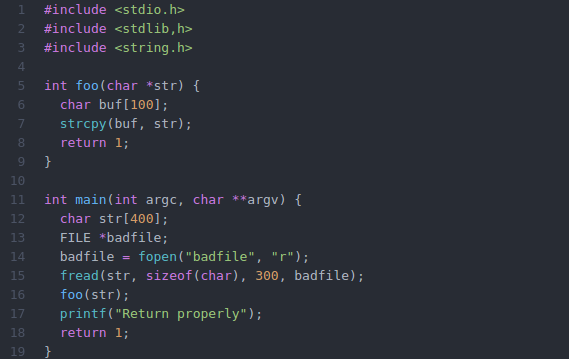 1 #include <stdio.h>
2 #include <stdlib,h>
3 #include <string.h>
4
5 int foo(char *str) {
6   char buf[100];
7   strcpy(buf, str);
8   return 1;
9 }
10
11 int main(int argc, char **argv) {
12   char str[400];
13   FILE *badfile;
14   badfile = fopen("badfile", "r");
15   fread(str, sizeof(char), 300, badfile);
16   foo(str);
17   printf("Return properly");
18   return 1;
19 }